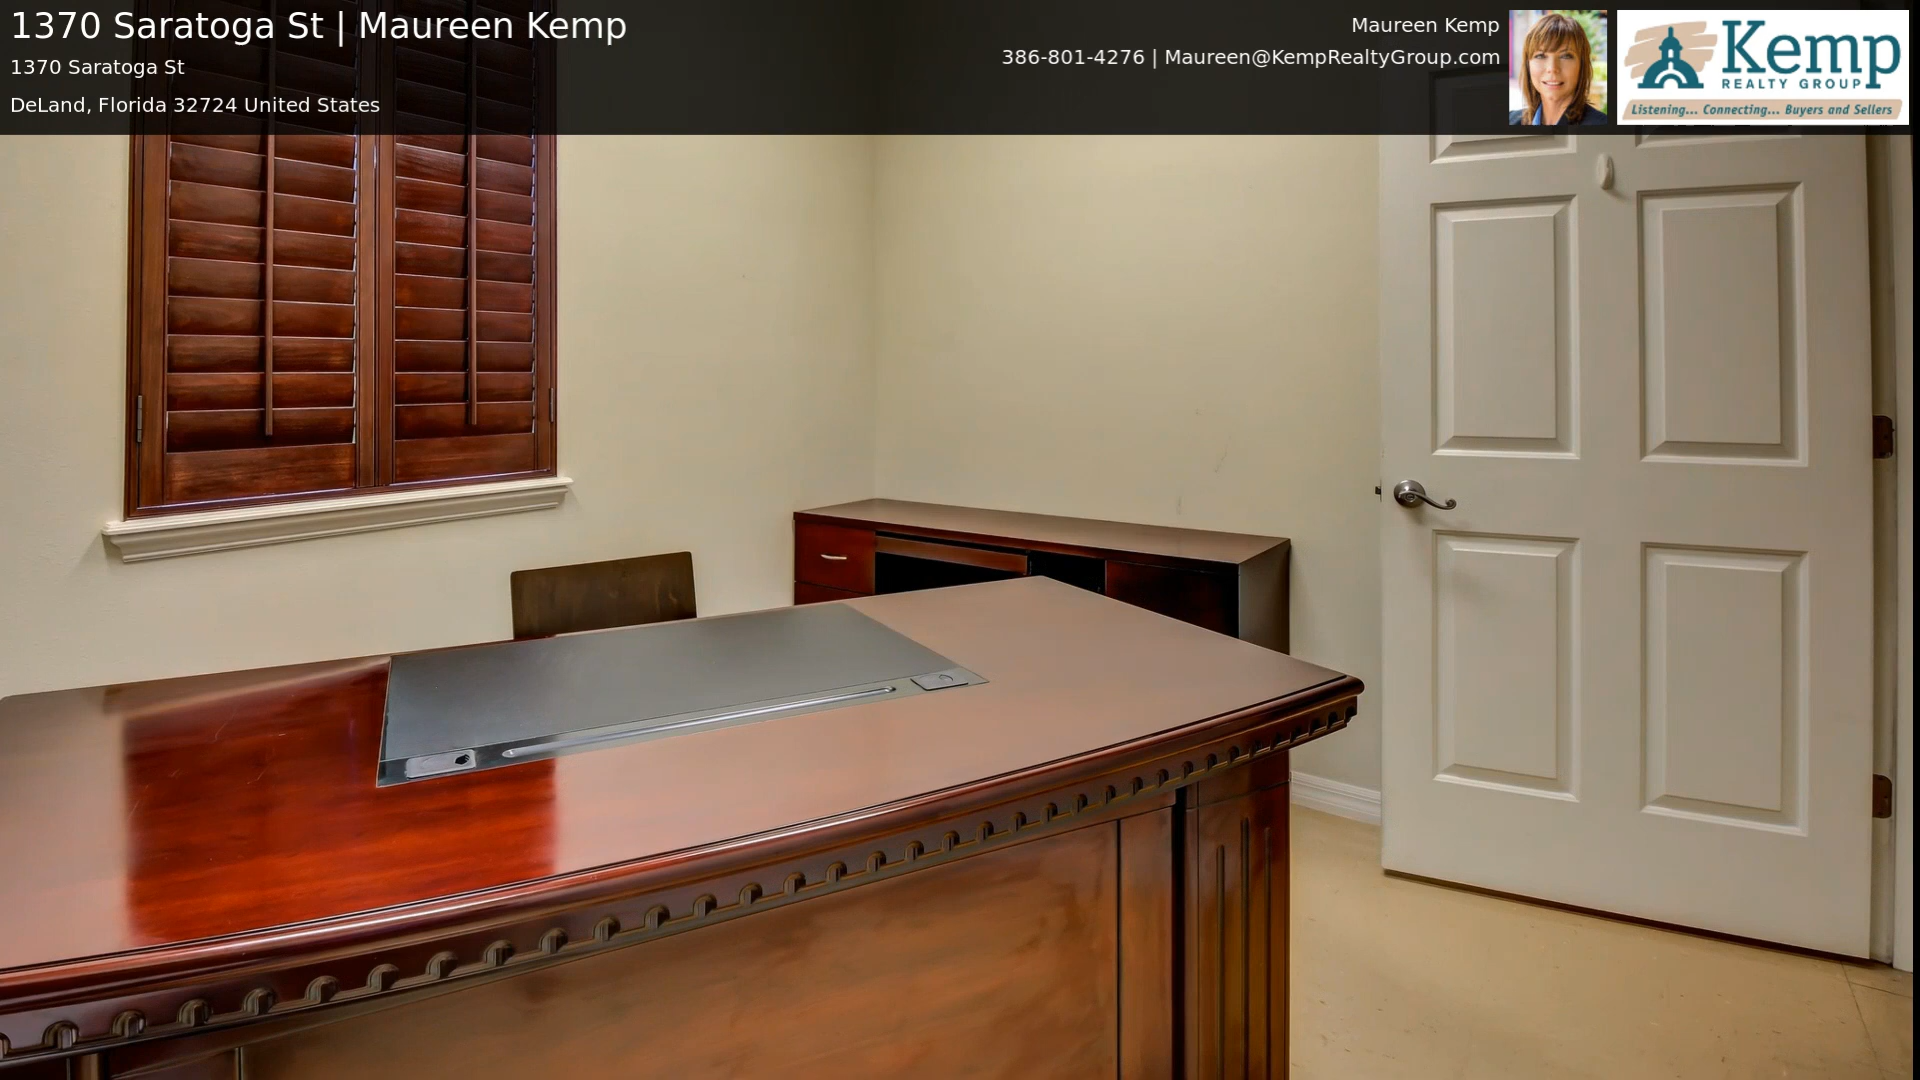 1370 Saratoga St | Maureen Kemp
1370 Saratoga St
DeLand, Florida 32724 United States
Maureen Kemp
386-801-4276 | Maureen@KempRealtyGroup.com
Kemp
REALTY GROUP
Listening... Connecting... Buyers and Sellers